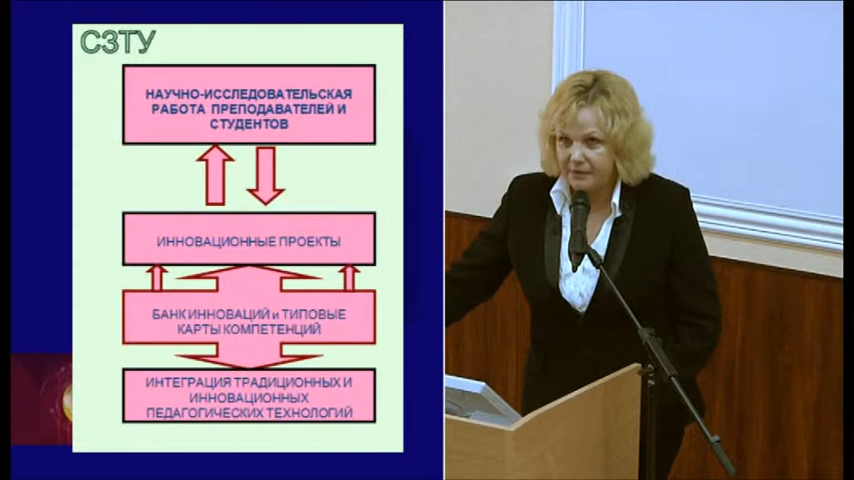 СЗТУ
НАУЧНО-ИССЛЕДОВАТЕЛЬСКАЯ
РАБОТА ПРЕПОДАВАТЕЛЕЙ И
СТУДЕНТОВ
ИННОВАЦИОННЫЕ ПРОЕКТЫ
БАНК ИННОВАЦИЙ и ТИПОВЫЕ
КАРТЫ КОМПЕТЕНЦИЙ
ИНТЕГРАЦИЯ ТРАДИЦИОННЫХ И
ИННОВАЦИОННЫХ
ПЕДАГОГИЧЕСКИХ ТЕХНОЛОГИЙ